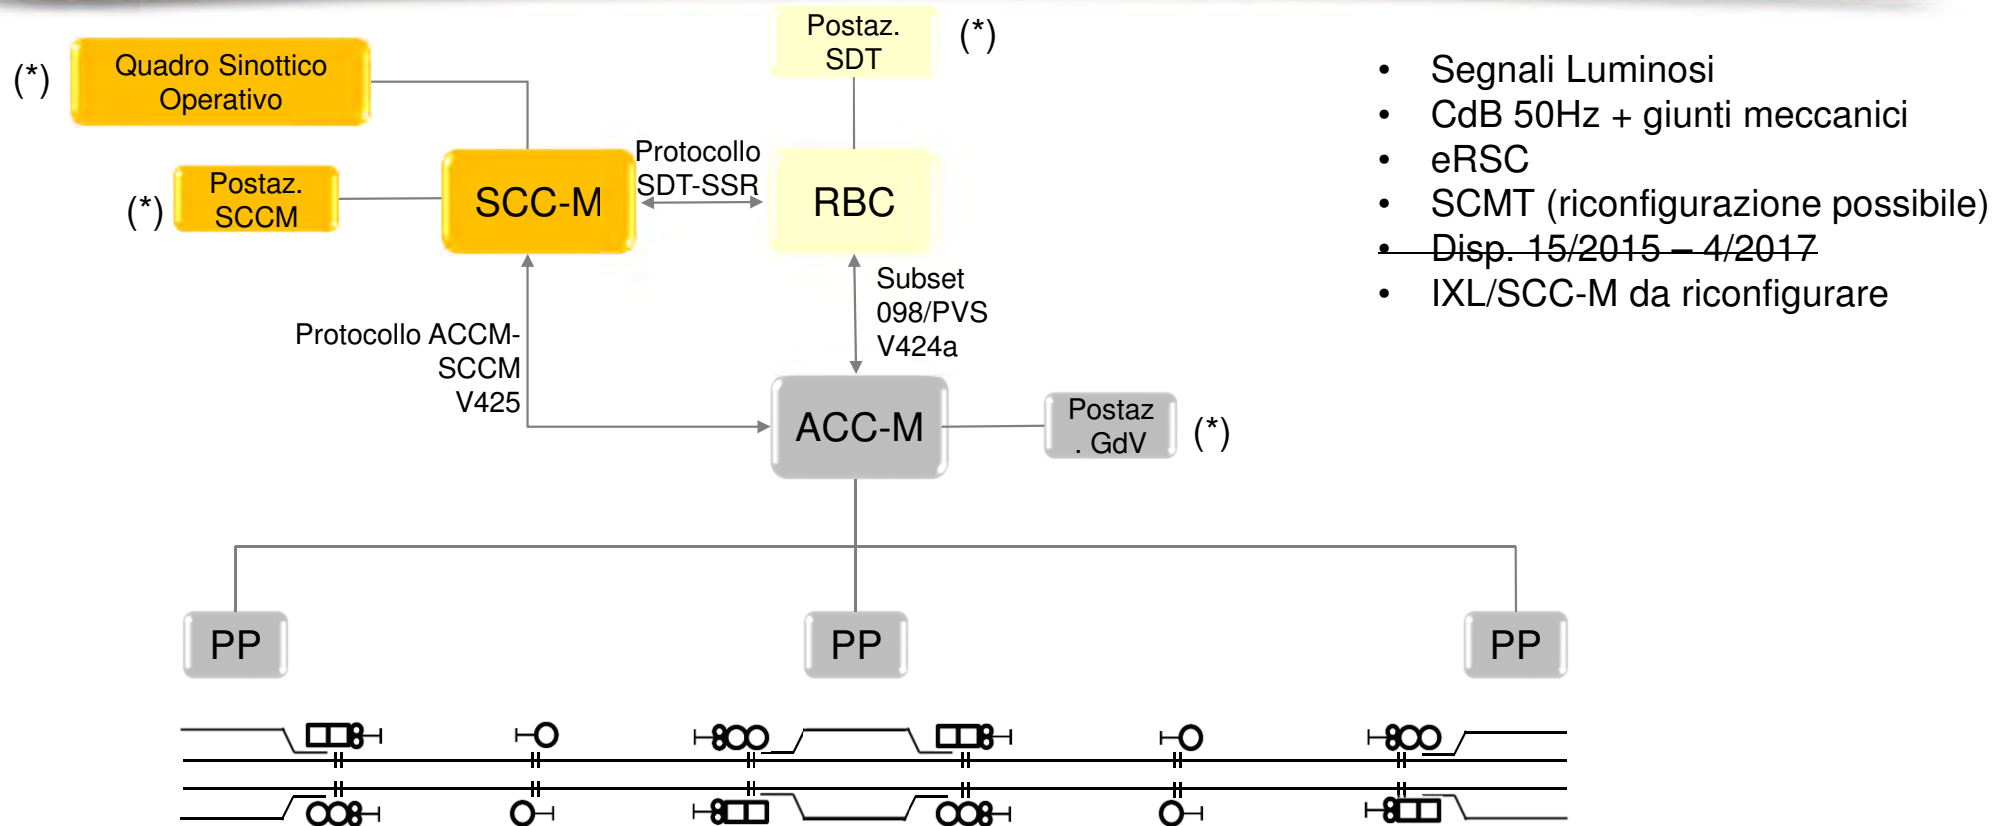 Postaz.
SDT
(*)
(*)
Quadro Sinottico
Operativo
(*)
Postaz.
SCCM
SCC-M
Protocollo
SDT-SSR
RBC
Subset
098/PVS
V424a
Protocollo ACCM-
SCCM
V425
ACC-M
Postaz
. GdV
(*)
PP
PP
PP
• Segnali Luminosi
• CdB 50Hz + giunti meccanici
• eRSC
• SCMT (riconfigurazione possibile)
• Disp. 15/2015 – 4/2017
• IXL/SCC-M da riconfigurare